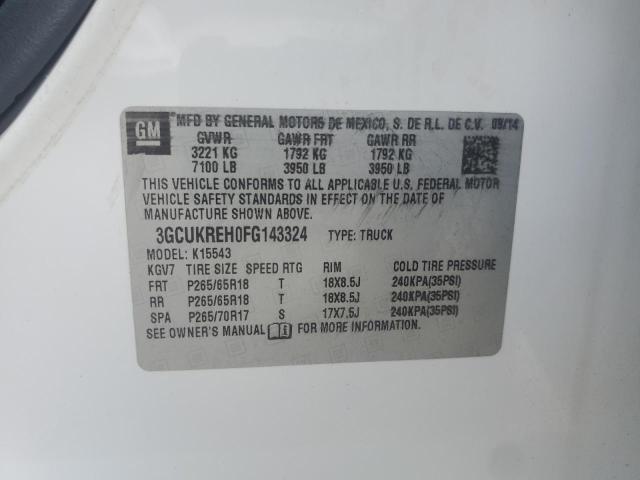 GM MFD BY GENERAL MOTORS DE MEXICO, S. DE R.L. DE C.V. 09/14
GVWR GAWR FRT GAWR RR
3221 KG 1792 KG 1792 KG
7100 LB 3950 LB 3950 LB
THIS VEHICLE CONFORMS TO ALL APPLICABLE U.S. FEDERAL MOTOR
VEHICLE SAFETY STANDARDS IN EFFECT ON THE DATE OF
MANUFACTURE SHOWN ABOVE.
3GCUKREH0FG143324 TYPE: TRUCK
MODEL: K15543
KGV7 TIRE SIZE SPEED RTG RIM COLD TIRE PRESSURE
FRT P265/65R18 T 18X8.5J 240KPA(35PSI)
RR P265/65R18 T 18X8.5J 240KPA(35PSI)
SPA P265/70R17 S 17X7.5J 240KPA(35PSI)
SEE OWNER'S MANUAL FOR MORE INFORMATION.